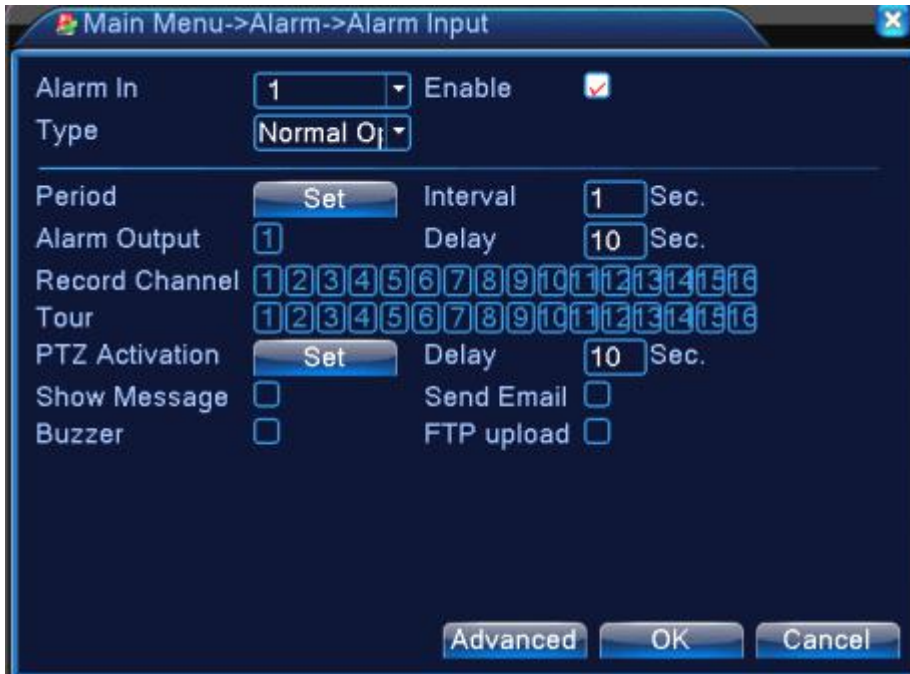 Main Menu->Alarm->Alarm Input
Alarm In 1 Enable
Type Normal Op
Period Set Interval 1 Sec.
Alarm Output 1 Delay 10 Sec.
Record Channel 1 2 3 4 5 6 7 8 9 10 11 12 13 14 15 16
Tour 1 2 3 4 5 6 7 8 9 10 11 12 13 14 15 16
PTZ Activation Set Delay 10 Sec.
Show Message Send Email
Buzzer FTP upload
Advanced OK Cancel